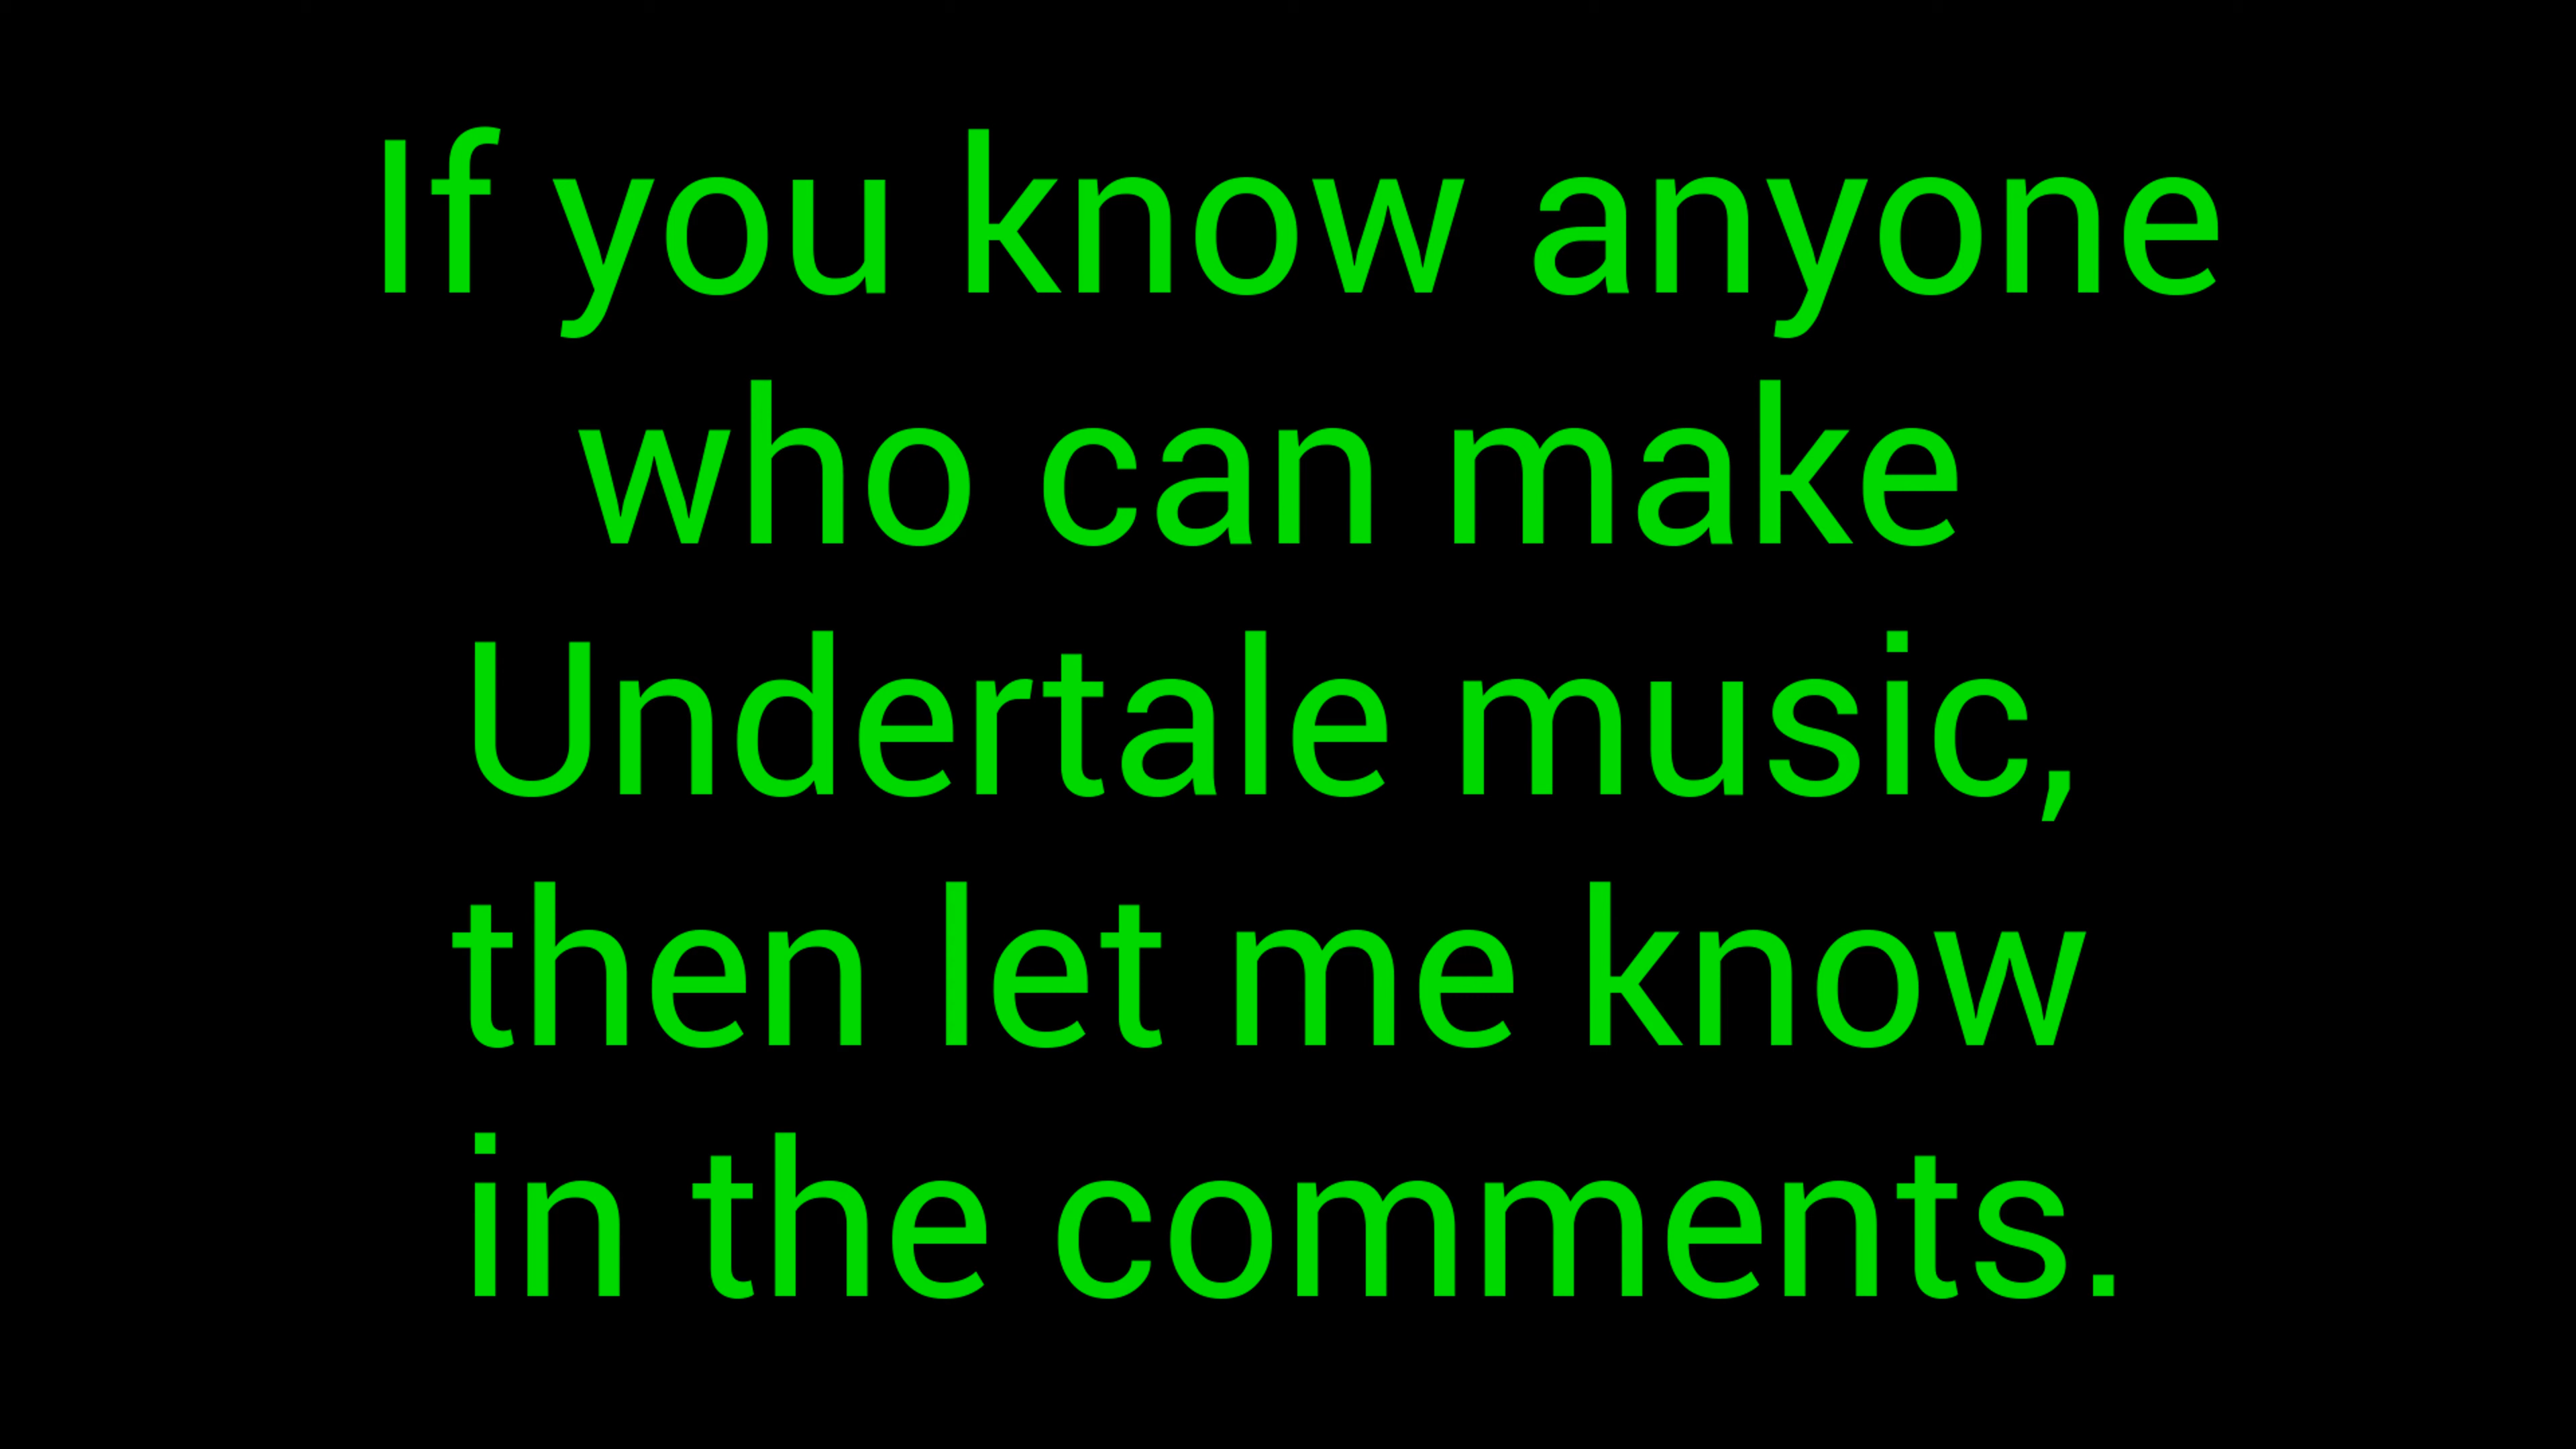 If you know anyone
who can make
Undertale music,
then let me know
in the comments.